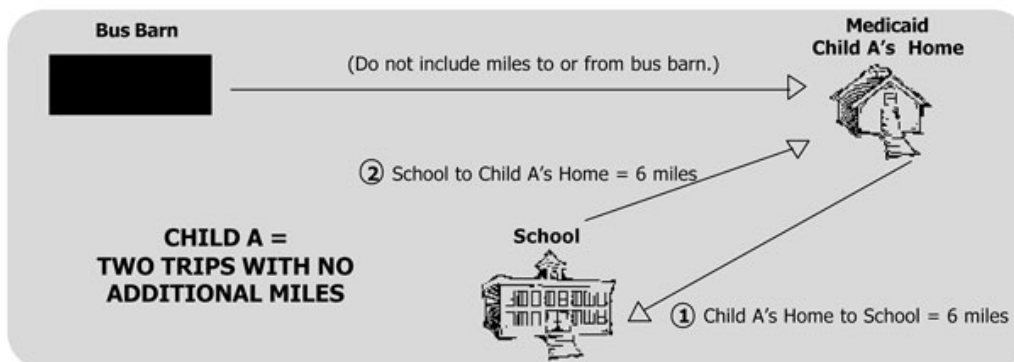 Bus Barn
Medicaid
Child A's Home
(Do not include miles to or from bus barn.)
② School to Child A's Home = 6 miles
CHILD A =
TWO TRIPS WITH NO
ADDITIONAL MILES
School
① Child A's Home to School = 6 miles